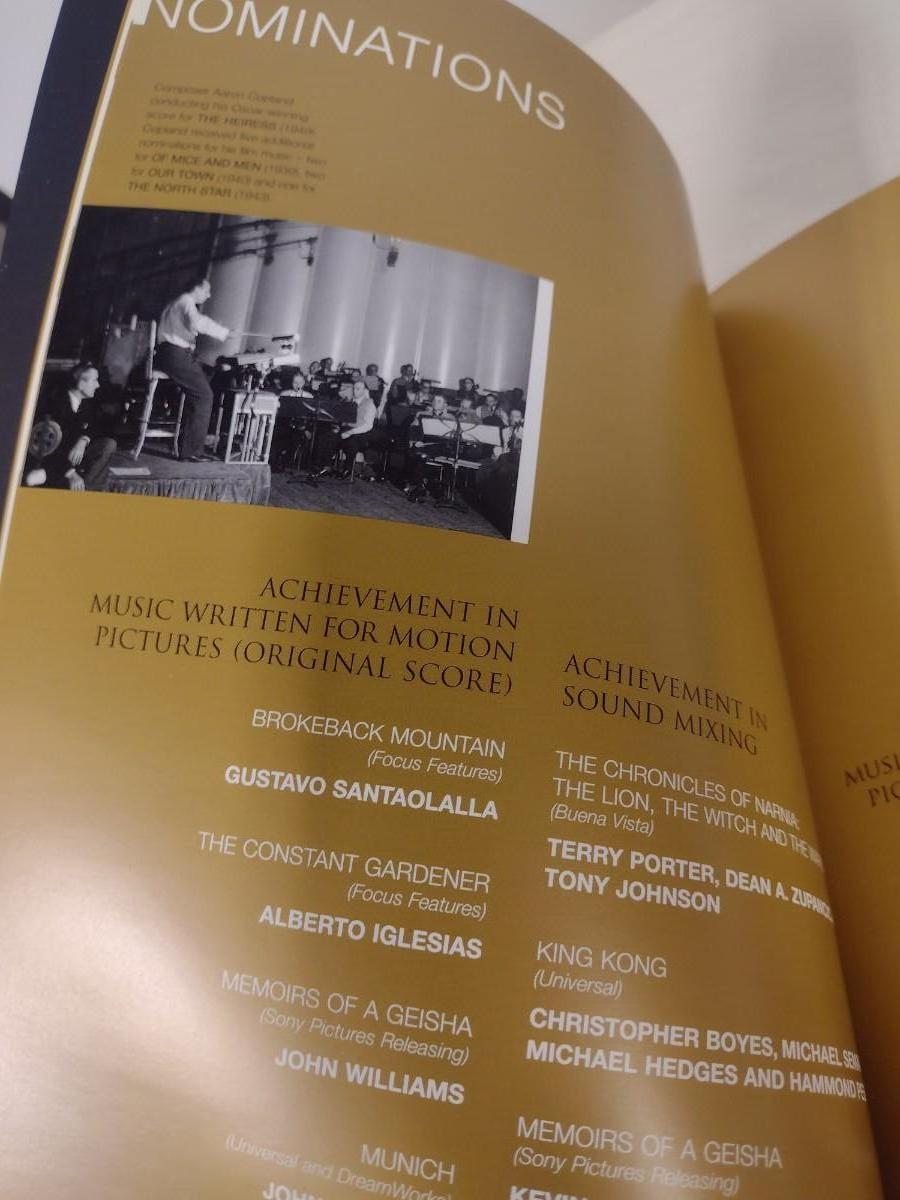 NOMINATIONS
Composer Aaron Copland
conducting his Oscar-winning
score for THE HEIRESS (1949).
Copland received five additional
nominations for his film music – two
for OF MICE AND MEN (1939), two
for OUR TOWN (1940) and one for
THE NORTH STAR (1943).
ACHIEVEMENT IN
MUSIC WRITTEN FOR MOTION
PICTURES (ORIGINAL SCORE)
BROKEBACK MOUNTAIN
(Focus Features)
GUSTAVO SANTAOLALLA
THE CONSTANT GARDENER
(Focus Features)
ALBERTO IGLESIAS
MEMOIRS OF A GEISHA
(Sony Pictures Releasing)
JOHN WILLIAMS
MUNICH
(Universal and DreamWorks)
JOHN
ACHIEVEMENT IN
SOUND MIXING
THE CHRONICLES OF NARNIA:
THE LION, THE WITCH AND THE
(Buena Vista)
TERRY PORTER, DEAN A.
TONY JOHNSON
KING KONG
(Universal)
CHRISTOPHER BOYES, MICHAEL
MICHAEL HEDGES AND HAMMOND
MEMOIRS OF A GEISHA
(Sony Pictures Releasing)
KEVIN